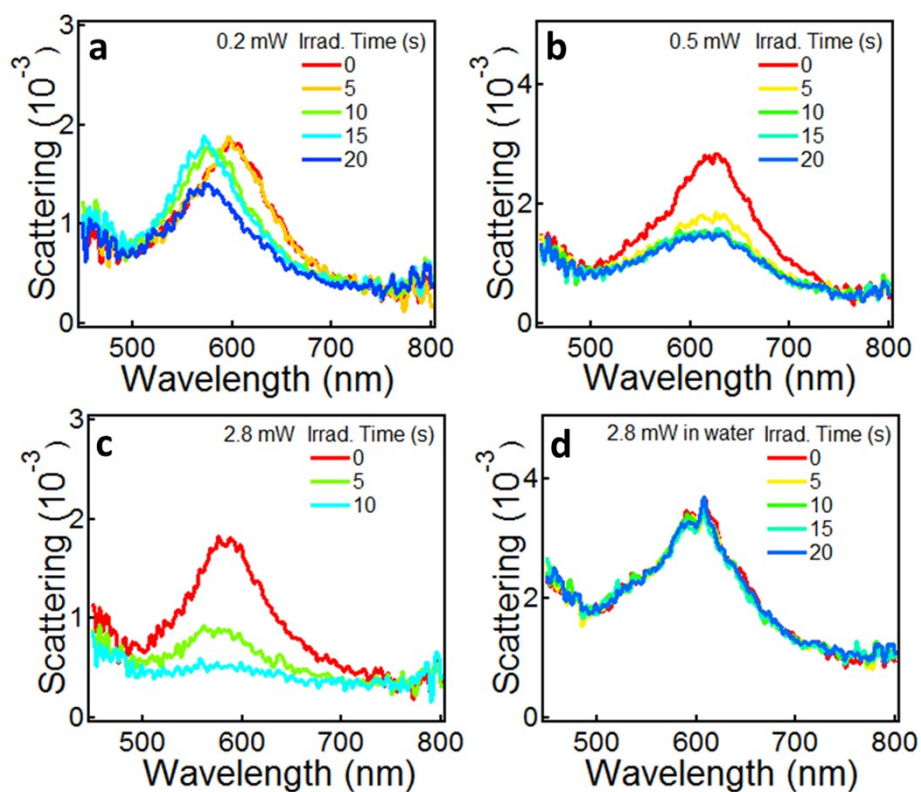 a 0.2 mW Irrad. Time (s)
0
5
10
15
20
3
2
1
0
Scattering (10⁻³)
500 600 700 800
Wavelength (nm)
b 0.5 mW Irrad. Time (s)
0
5
10
15
20
4
2
0
Scattering (10⁻³)
500 600 700 800
Wavelength (nm)
c 2.8 mW Irrad. Time (s)
0
5
10
3
2
1
0
Scattering (10⁻³)
500 600 700 800
Wavelength (nm)
d 2.8 mW in water Irrad. Time (s)
0
5
10
15
20
4
2
0
Scattering (10⁻³)
500 600 700 800
Wavelength (nm)